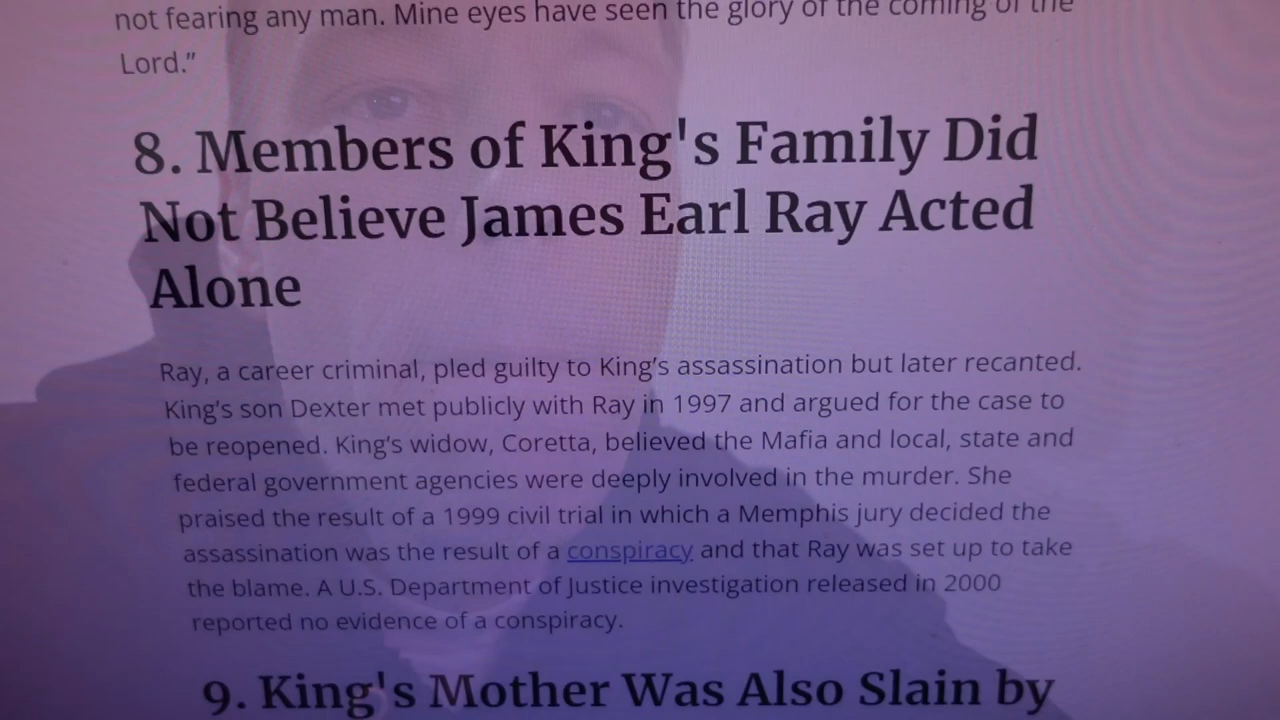 not fearing any man. Mine eyes have seen the glory of the coming of the
Lord.”
8. Members of King's Family Did
Not Believe James Earl Ray Acted
Alone
Ray, a career criminal, pled guilty to King’s assassination but later recanted.
King’s son Dexter met publicly with Ray in 1997 and argued for the case to
be reopened. King’s widow, Coretta, believed the Mafia and local, state and
federal government agencies were deeply involved in the murder. She
praised the result of a 1999 civil trial in which a Memphis jury decided the
assassination was the result of a conspiracy and that Ray was set up to take
the blame. A U.S. Department of Justice investigation released in 2000
reported no evidence of a conspiracy.
9. King's Mother Was Also Slain by